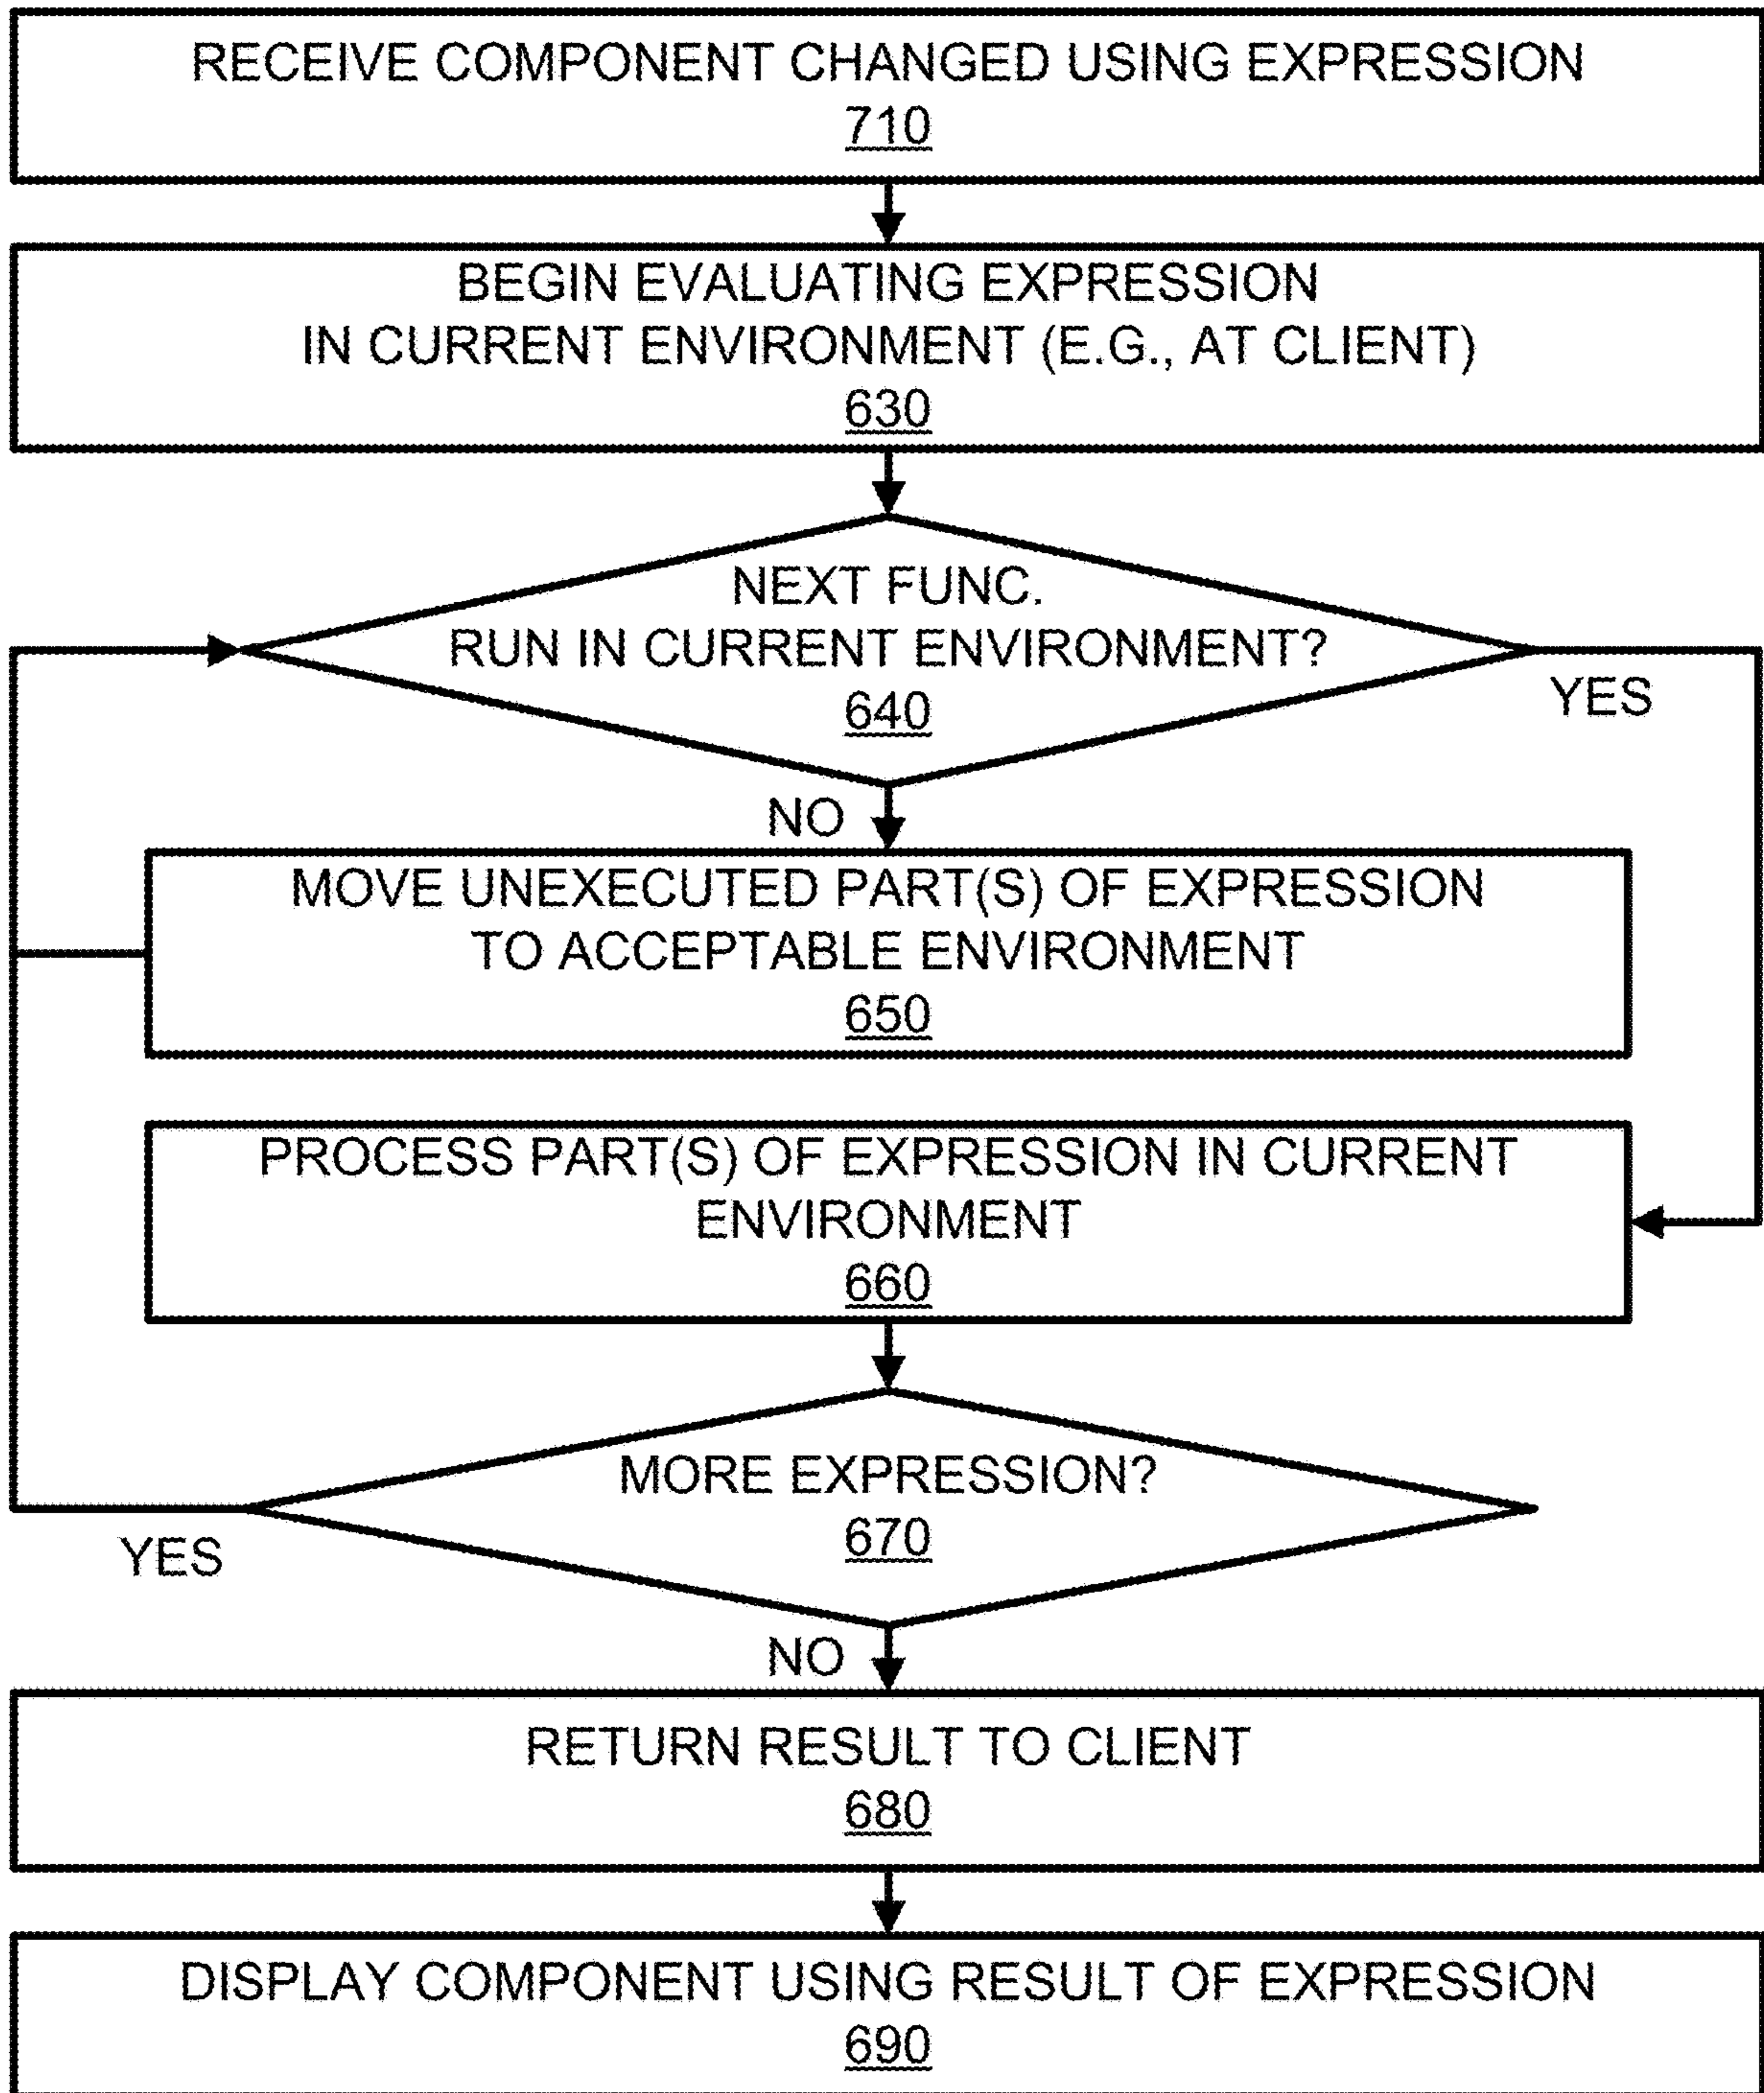 RECEIVE COMPONENT CHANGED USING EXPRESSION
710
BEGIN EVALUATING EXPRESSION
IN CURRENT ENVIRONMENT (E.G., AT CLIENT)
630
NEXT FUNC.
RUN IN CURRENT ENVIRONMENT?
640
YES
NO
MOVE UNEXECUTED PART(S) OF EXPRESSION
TO ACCEPTABLE ENVIRONMENT
650
PROCESS PART(S) OF EXPRESSION IN CURRENT
ENVIRONMENT
660
MORE EXPRESSION?
670
YES
NO
RETURN RESULT TO CLIENT
680
DISPLAY COMPONENT USING RESULT OF EXPRESSION
690